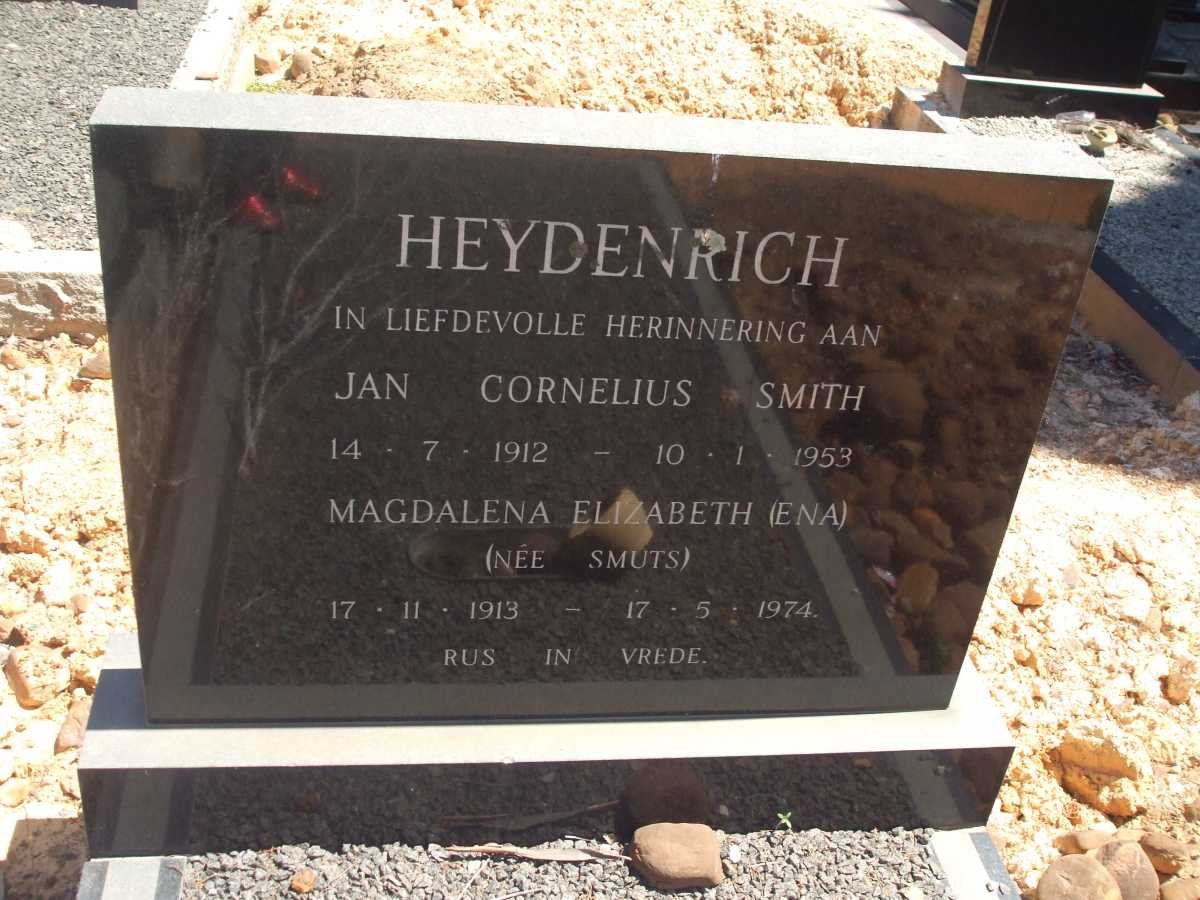 HEYDENRICH
IN LIEFDEVOLLE HERINNERING AAN
JAN CORNELIUS SMITH
14 · 7 · 1912 – 10 · 1 · 1953
MAGDALENA ELIZABETH (ENA)
(NÊE SMUTS)
17 · 11 · 1913 – 17 · 5 · 1974.
RUS IN VREDE.